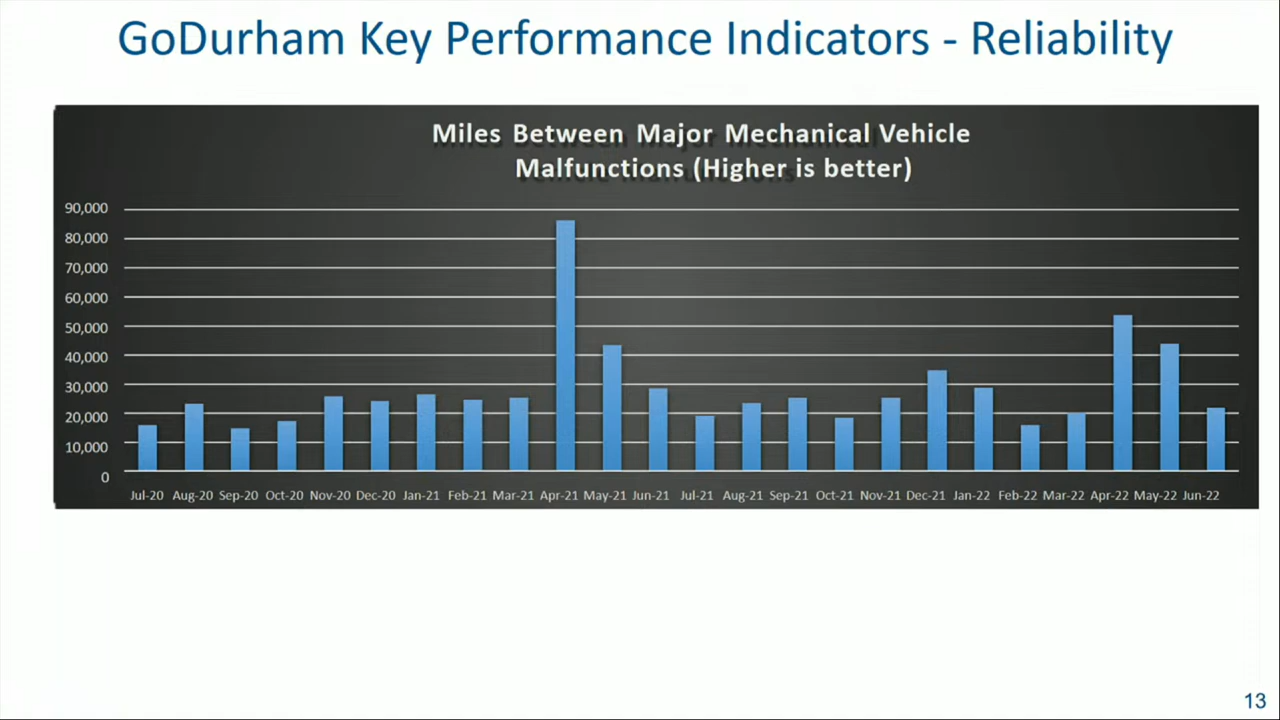 GoDurham Key Performance Indicators - Reliability
Miles Between Major Mechanical Vehicle
Malfunctions (Higher is better)
90,000
80,000
70,000
60,000
50,000
40,000
30,000
20,000
10,000
0
Jul-20 Aug-20 Sep-20 Oct-20 Nov-20 Dec-20 Jan-21 Feb-21 Mar-21 Apr-21 May-21 Jun-21 Jul-21 Aug-21 Sep-21 Oct-21 Nov-21 Dec-21 Jan-22 Feb-22 Mar-22 Apr-22 May-22 Jun-22
13